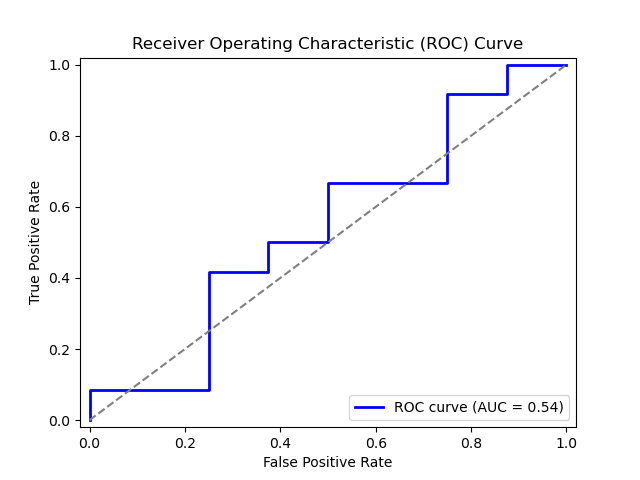 Receiver Operating Characteristic (ROC) Curve
True Positive Rate
1.0
0.8
0.6
0.4
0.2
0.0
ROC curve (AUC = 0.54)
0.0 0.2 0.4 0.6 0.8 1.0
False Positive Rate